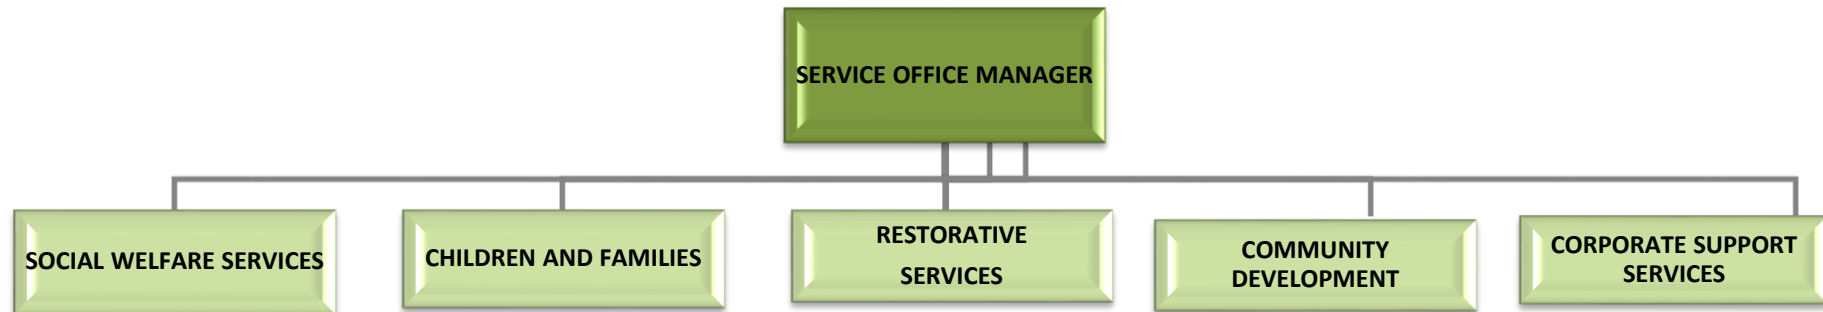 SERVICE OFFICE MANAGER
SOCIAL WELFARE SERVICES
CHILDREN AND FAMILIES
RESTORATIVE
SERVICES
COMMUNITY
DEVELOPMENT
CORPORATE SUPPORT
SERVICES